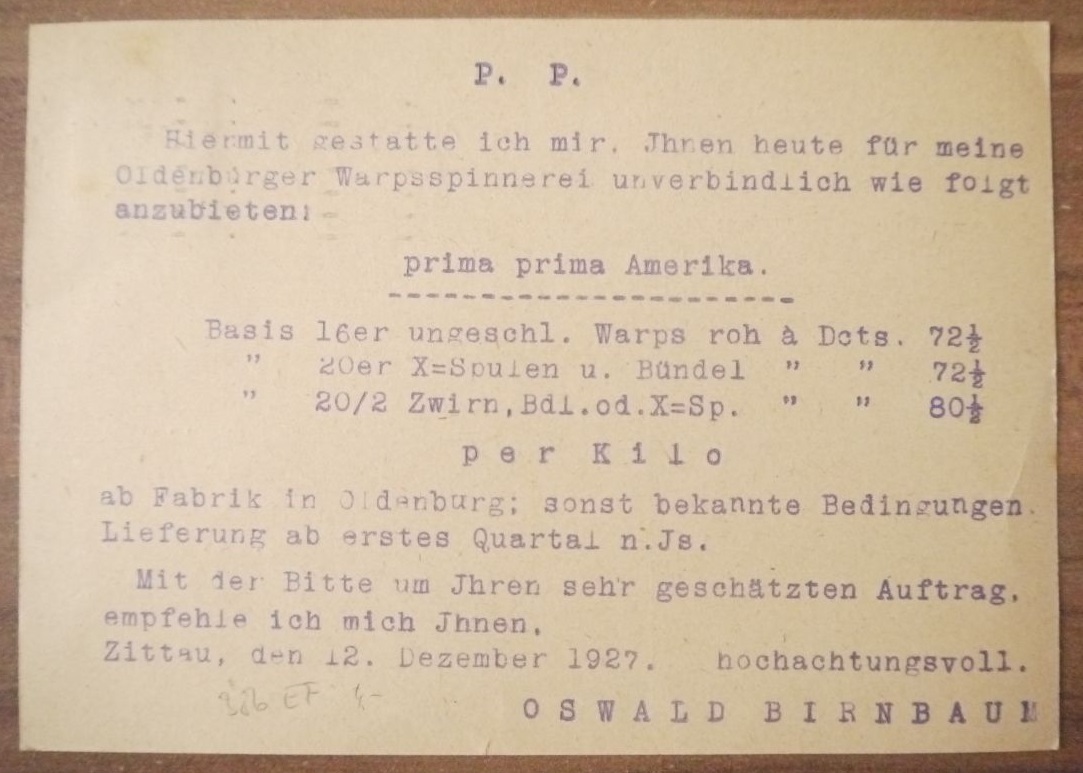 P. P.
Hiermit gestatte ich mir, Jhnen heute für meine
Oldenburger Warpsspinnerei unverbindlich wie folgt
anzubieten:
prima prima Amerika.
-----------------------
Basis 16er ungeschl. Warps roh à Dcts. 72½
" 20er X=Spulen u. Bündel " " 72½
" 20/2 Zwirn,Bdl.od.X=Sp. " " 80½
per Kilo
ab Fabrik in Oldenburg; sonst bekannte Bedingungen.
Lieferung ab erstes Quartal n.Js.
Mit der Bitte um Jhren sehr geschätzten Auftrag,
empfehle ich mich Jhnen,
Zittau, den 12. Dezember 1927. hochachtungsvoll.
EF
OSWALD BIRNBAUM